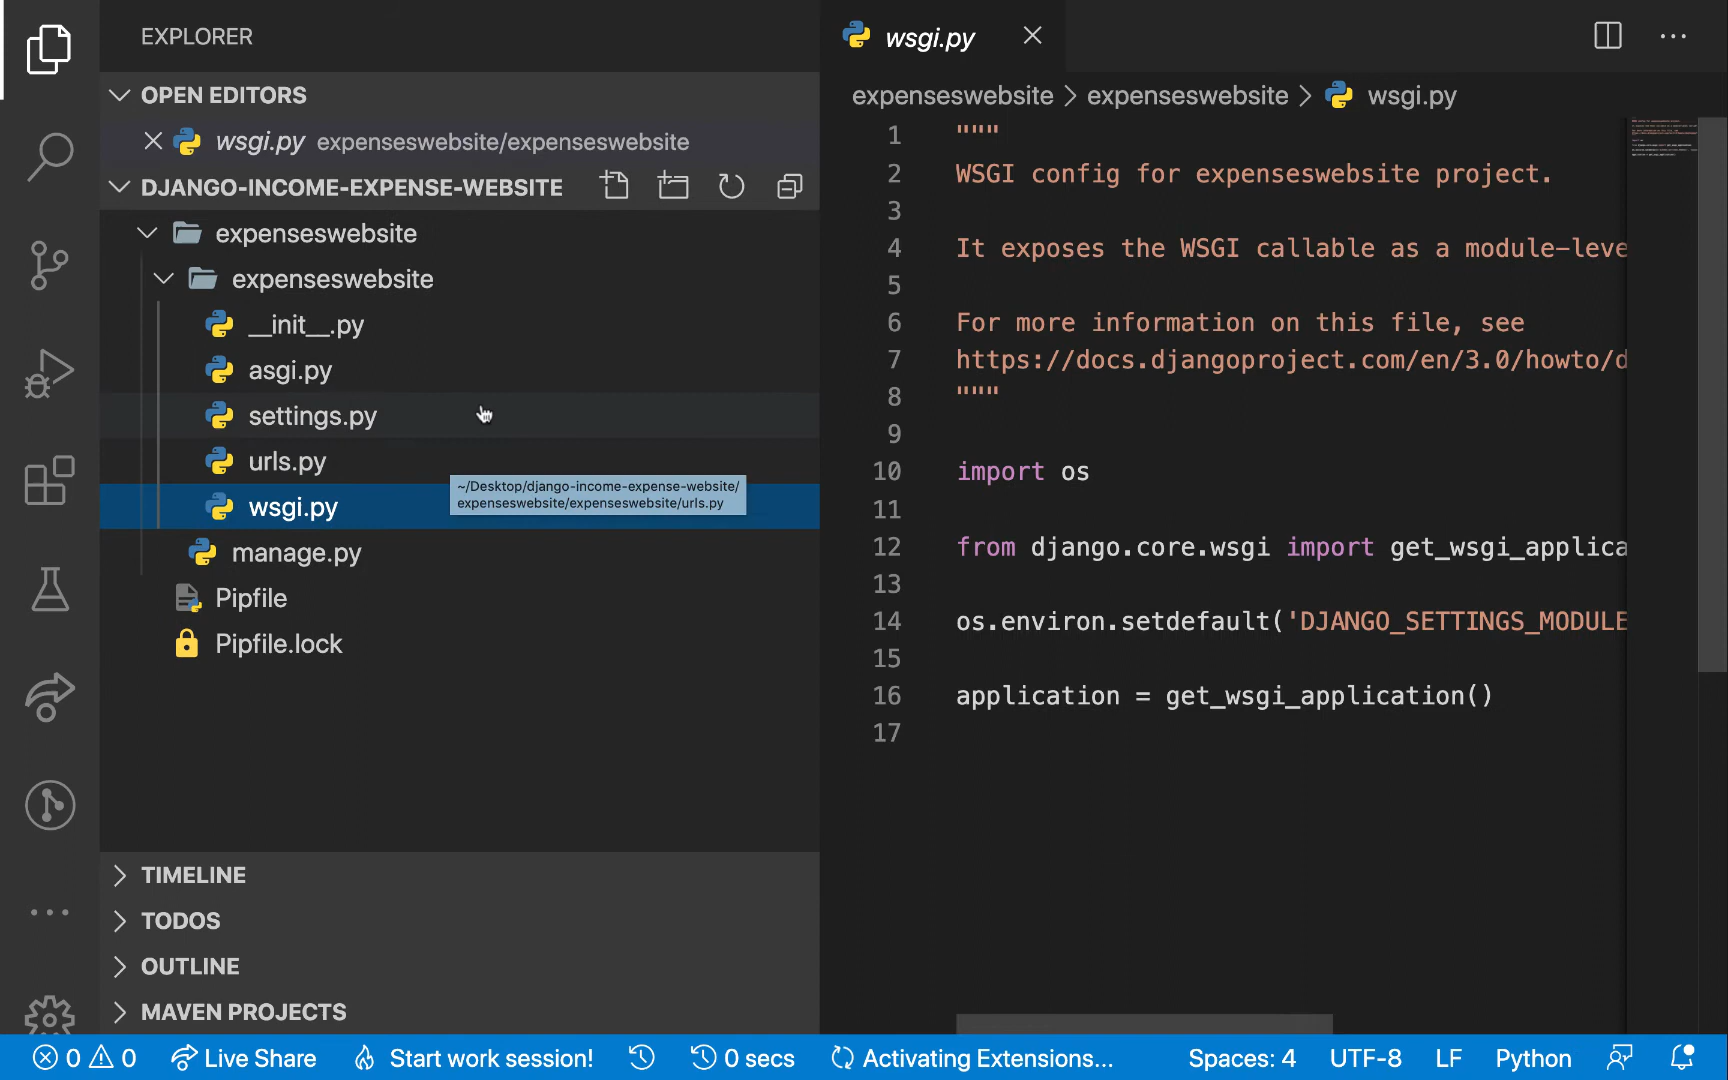 EXPLORER
OPEN EDITORS
wsgi.py expenseswebsite/expenseswebsite
DJANGO-INCOME-EXPENSE-WEBSITE
expenseswebsite
expenseswebsite
__init__.py
asgi.py
settings.py
urls.py
~/Desktop/django-income-expense-website/
expenseswebsite/expenseswebsite/urls.py
wsgi.py
manage.py
Pipfile
Pipfile.lock
TIMELINE
TODOS
OUTLINE
MAVEN PROJECTS
wsgi.py
expenseswebsite > expenseswebsite > wsgi.py
1 """
2 WSGI config for expenseswebsite project.
3
4 It exposes the WSGI callable as a module-leve
5
6 For more information on this file, see
7 https://docs.djangoproject.com/en/3.0/howto/d
8 """
9
10 import os
11
12 from django.core.wsgi import get_wsgi_applica
13
14 os.environ.setdefault('DJANGO_SETTINGS_MODULE
15
16 application = get_wsgi_application()
17
0 0 Live Share Start work session! 0 secs Activating Extensions... Spaces: 4 UTF-8 LF Python